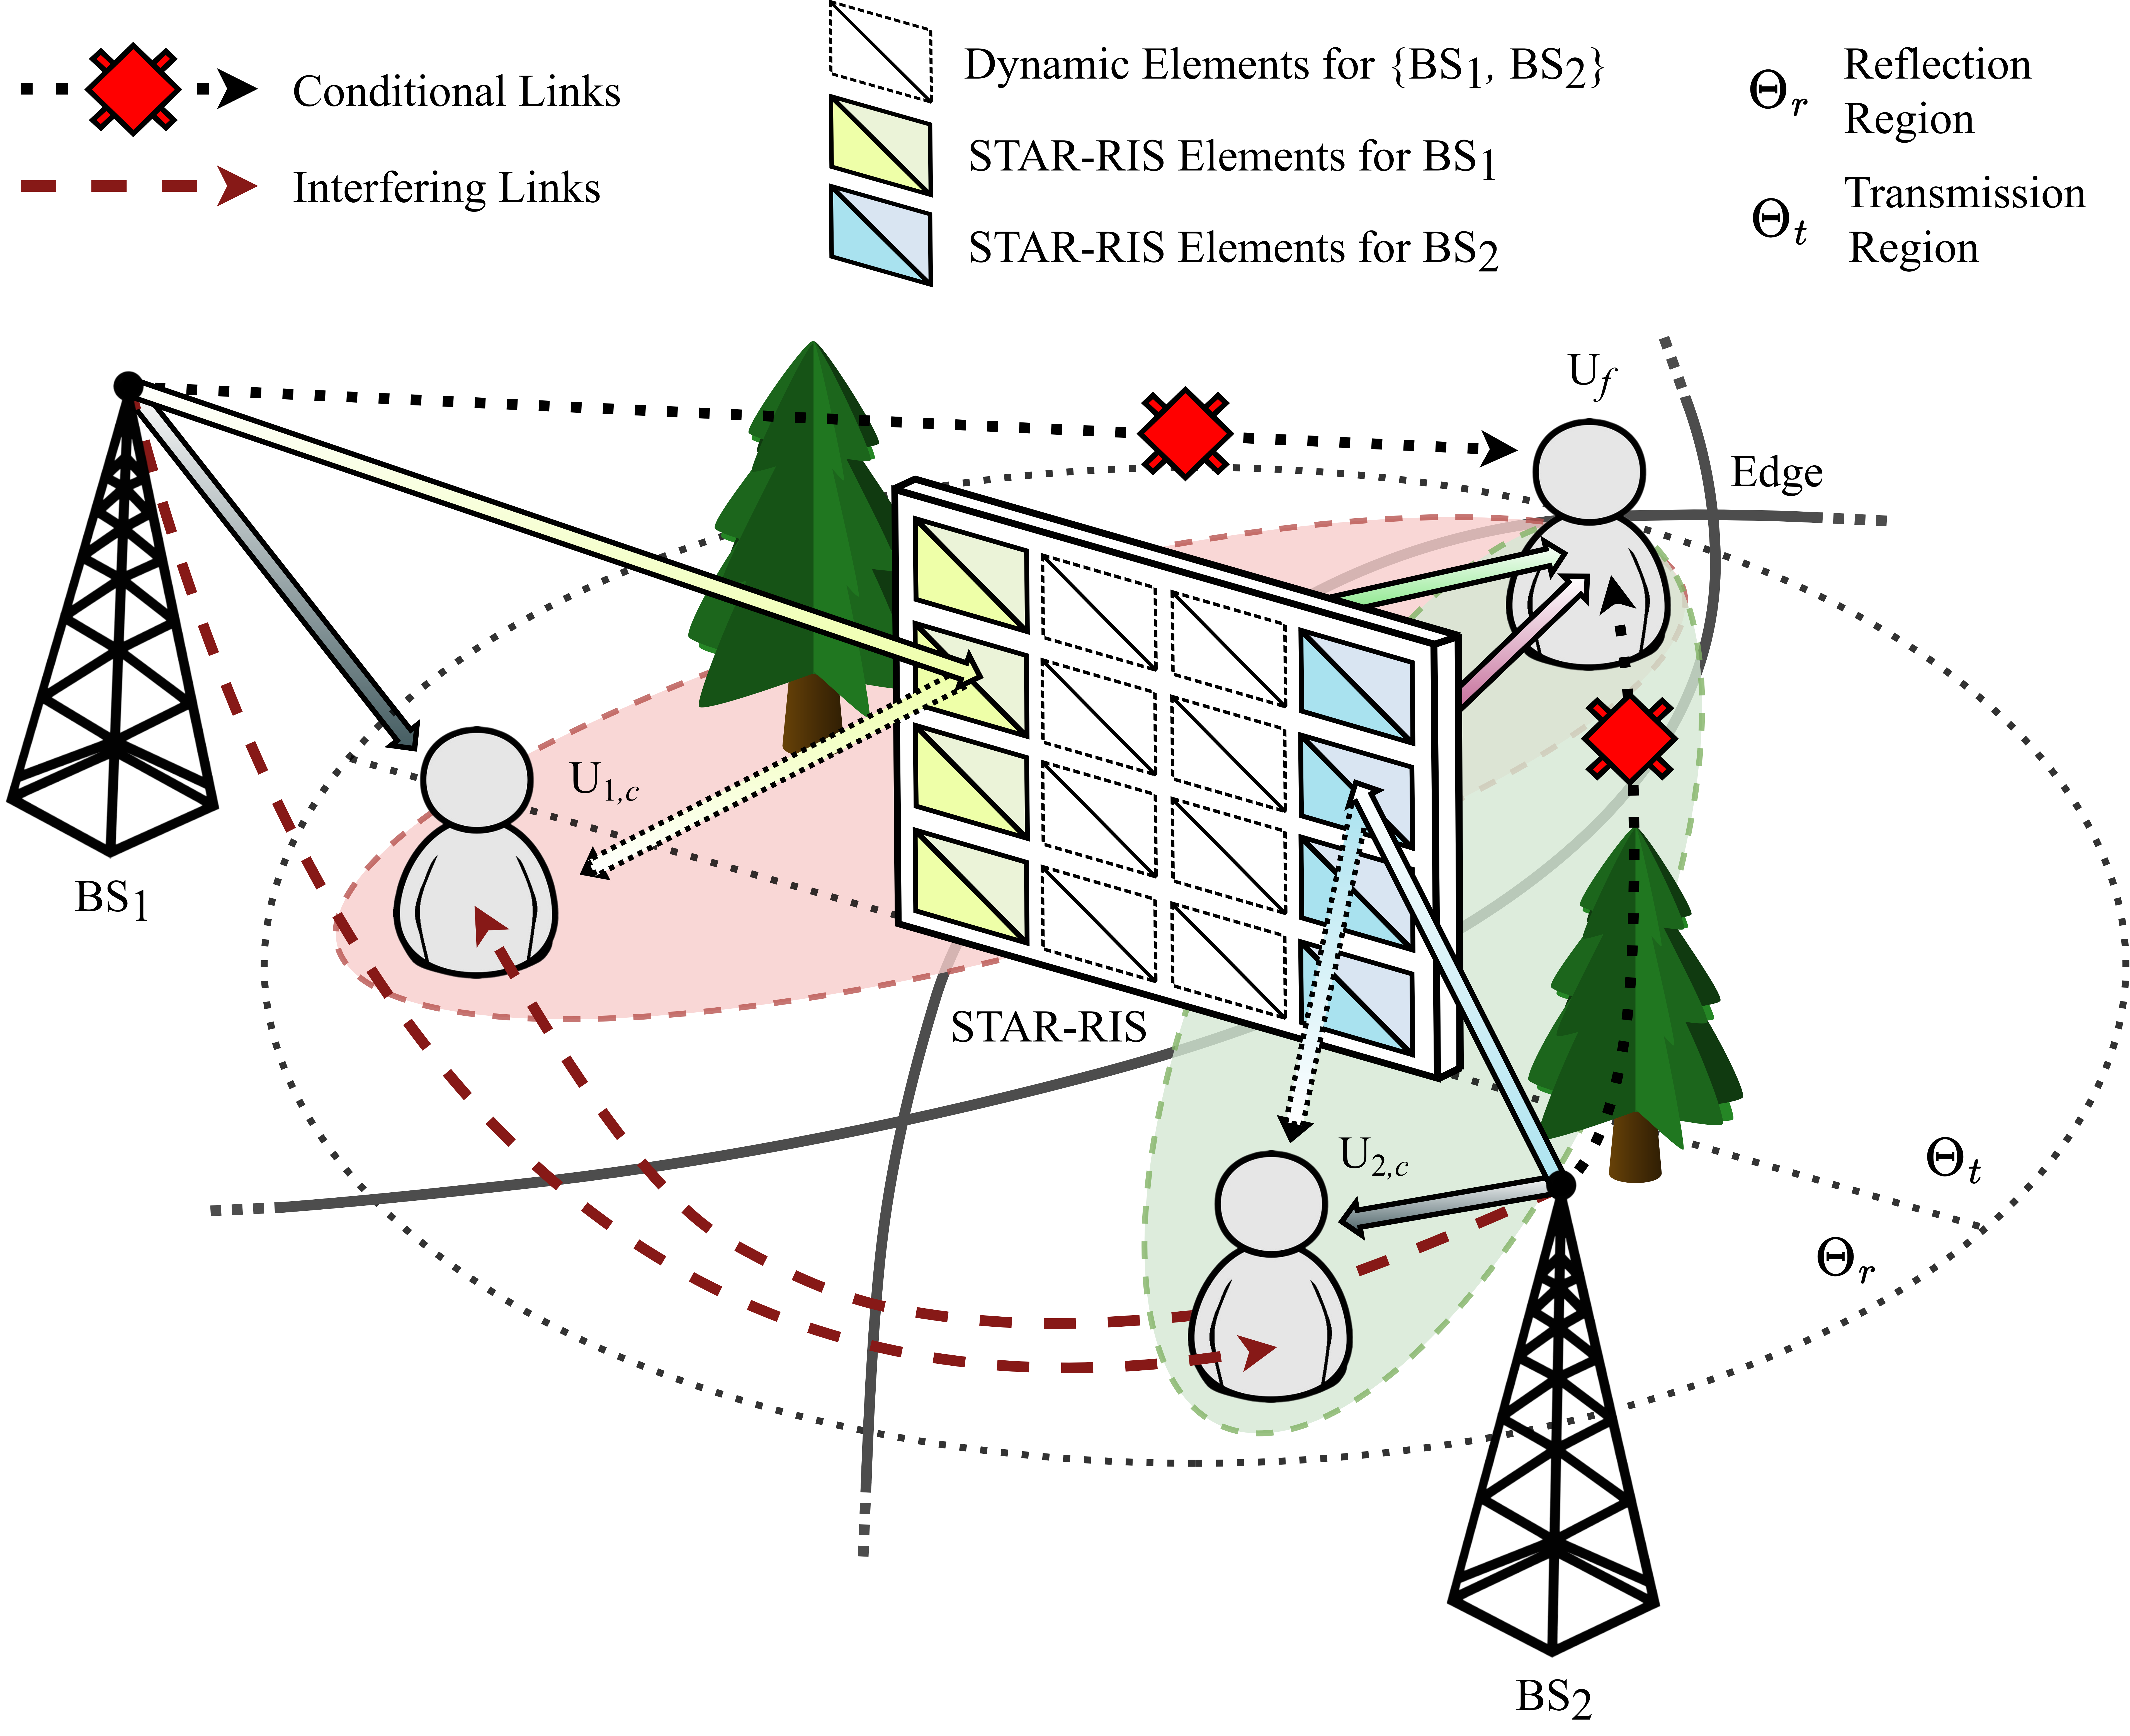 Conditional Links
Interfering Links
Dynamic Elements for {BS1, BS2}
STAR-RIS Elements for BS1
STAR-RIS Elements for BS2
Θr Reflection
Region
Θt Transmission
Region
Uf
Edge
U1,c
BS1
STAR-RIS
U2,c
Θt
Θr
BS2